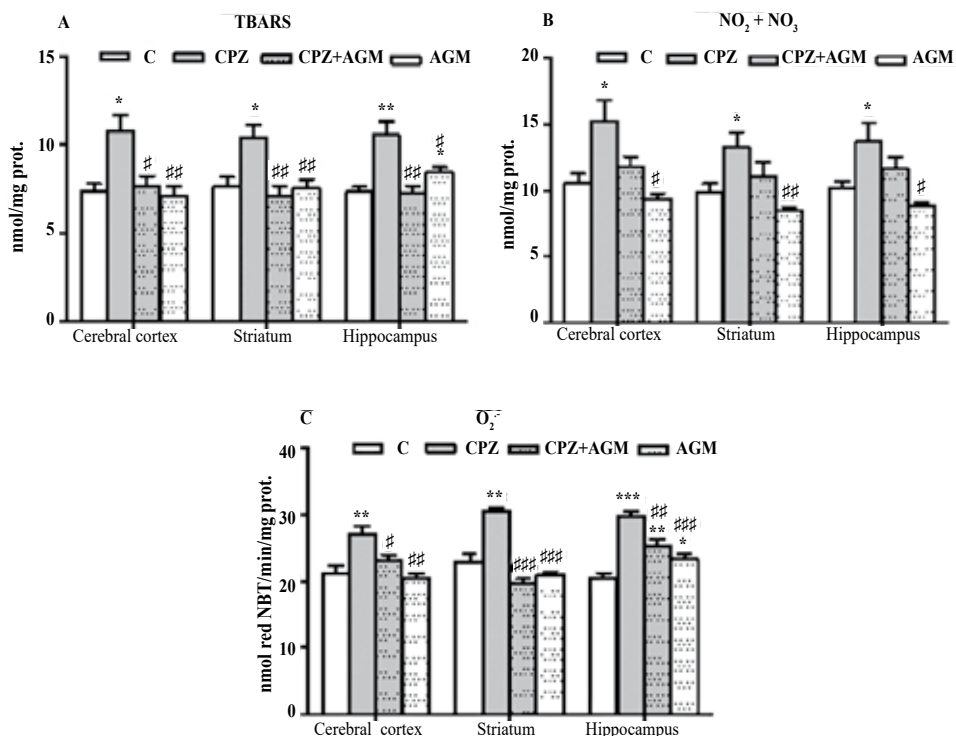 A
TBARS
C CPZ CPZ+AGM AGM
nmol/mg prot.
15
10
5
0
* ♯ ♯♯
* ♯♯ ♯♯
** ♯♯ ♯
*
Cerebral cortex Striatum Hippocampus
B
NO₂ + NO₃
C CPZ CPZ+AGM AGM
nmol/mg prot.
20
15
10
5
0
* ♯
* ♯♯
* ♯
Cerebral cortex Striatum Hippocampus
C
O₂·⁻
C CPZ CPZ+AGM AGM
nmol red NBT/min/mg prot.
40
30
20
10
0
** ♯ ♯♯
** ♯♯♯ ♯♯♯
*** ♯♯ ♯♯♯
** *
Cerebral cortex Striatum Hippocampus